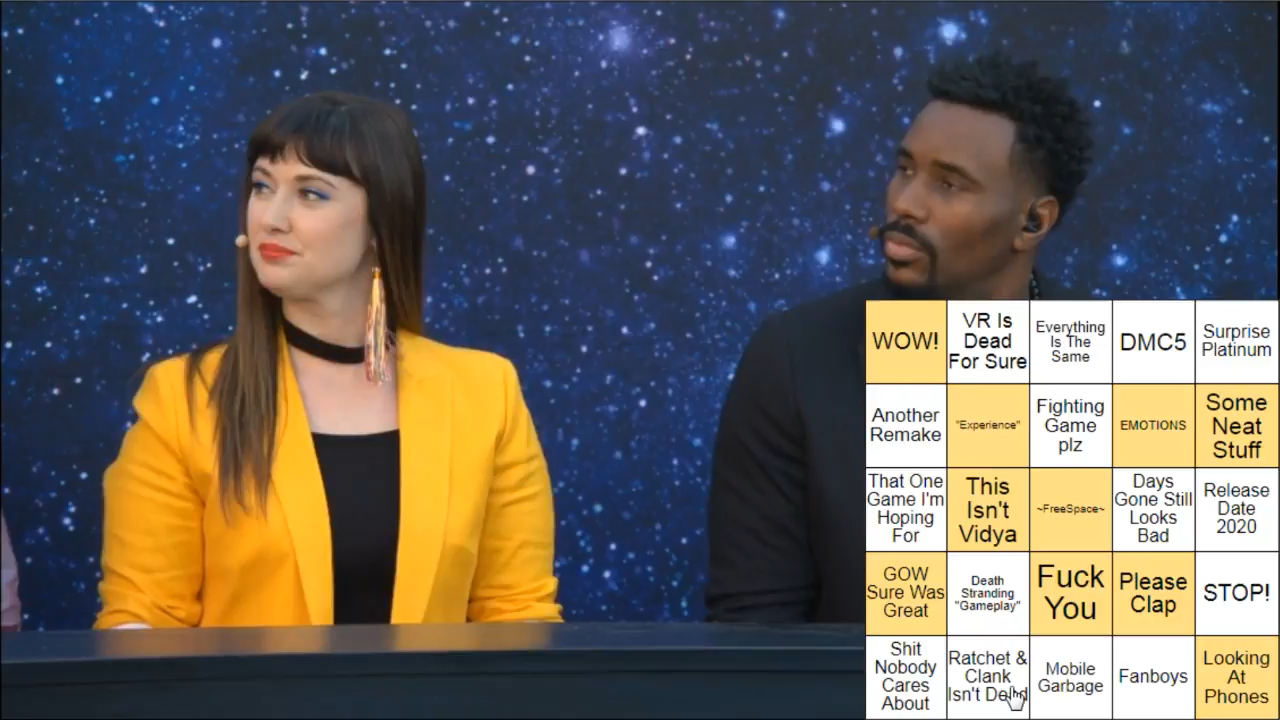 WOW!
VR Is
Dead
For Sure
Everything
Is The
Same
DMC5
Surprise
Platinum
Another
Remake
"Experience"
Fighting
Game
plz
EMOTIONS
Some
Neat
Stuff
That One
Game I'm
Hoping
For
This
Isn't
Vidya
~FreeSpace~
Days
Gone Still
Looks
Bad
Release
Date
2020
GOW
Sure Was
Great
Death
Stranding
"Gameplay"
Fuck
You
Please
Clap
STOP!
Shit
Nobody
Cares
About
Ratchet &
Clank
Isn't Dead
Mobile
Garbage
Fanboys
Looking
At
Phones